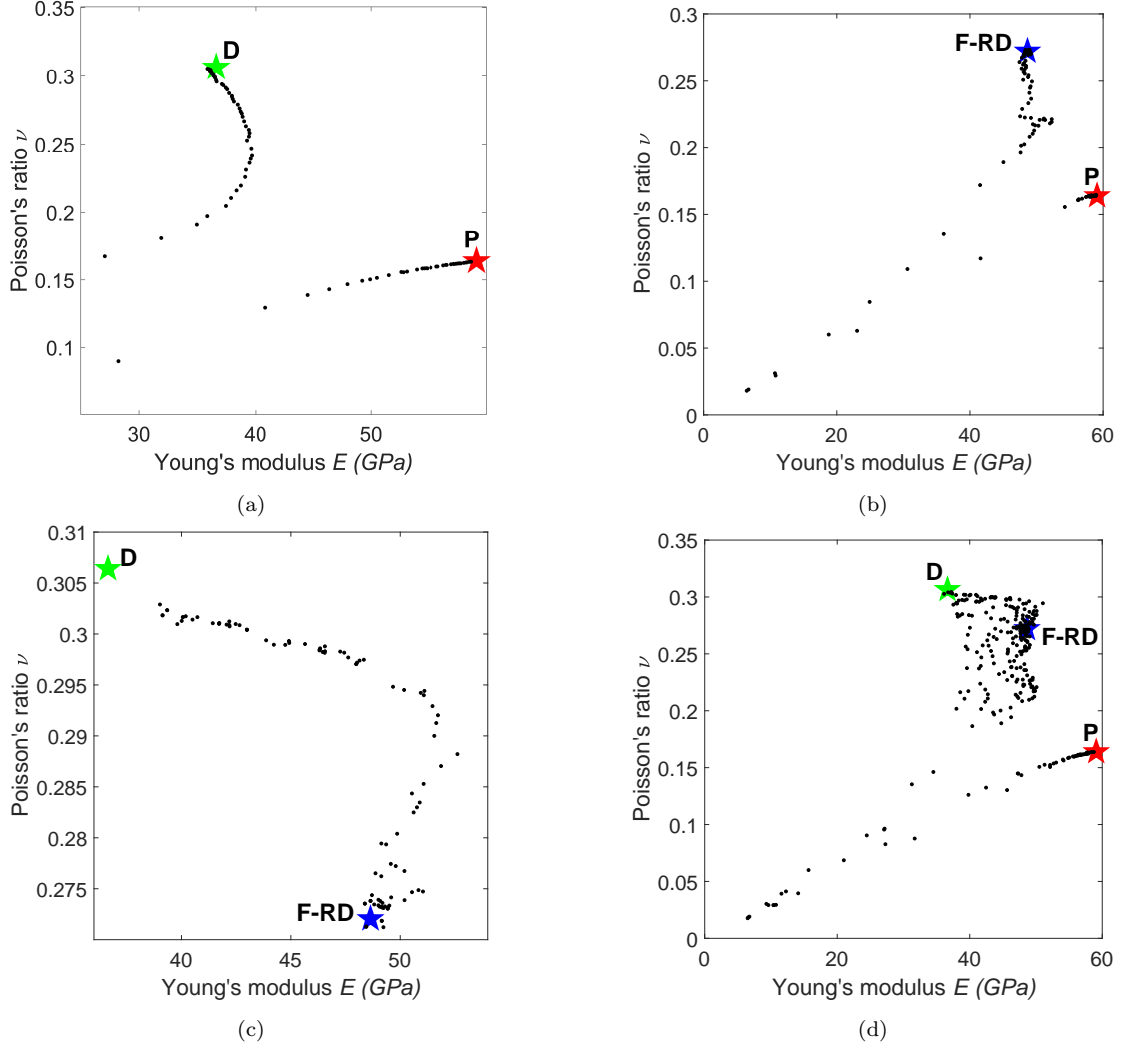 0.35
0.3
0.25
0.2
0.15
0.1
30
40
50
D
P
Poisson's ratio ν
Young's modulus E (GPa)
(a)
0.3
0.25
0.2
0.15
0.1
0.05
0
0
20
40
60
F-RD
P
Poisson's ratio ν
Young's modulus E (GPa)
(b)
0.31
0.305
0.3
0.295
0.29
0.285
0.28
0.275
40
45
50
D
F-RD
Poisson's ratio ν
Young's modulus E (GPa)
(c)
0.35
0.3
0.25
0.2
0.15
0.1
0.05
0
0
20
40
60
D
F-RD
P
Poisson's ratio ν
Young's modulus E (GPa)
(d)